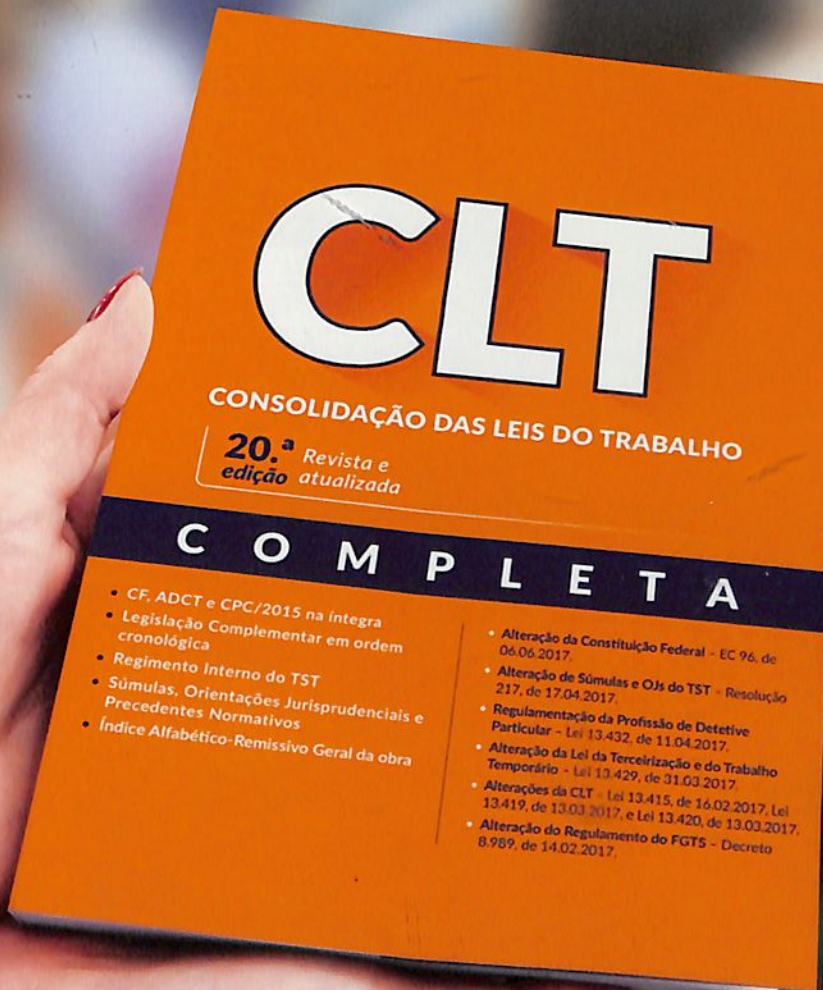 CLT
CONSOLIDAÇÃO DAS LEIS DO TRABALHO
20.ª
edição
Revista e
atualizada
COMPLETA
• CF, ADCT e CPC/2015 na íntegra
• Legislação Complementar em ordem
cronológica
• Regimento Interno do TST
• Súmulas, Orientações Jurisprudenciais e
Precedentes Normativos
• Índice Alfabético-Remissivo Geral da obra
• Alteração da Constituição Federal – EC 96, de
06.06.2017.
• Alteração de Súmulas e OJs do TST – Resolução
217, de 17.04.2017.
• Regulamentação da Profissão de Detetive
Particular – Lei 13.432, de 11.04.2017.
• Alteração da Lei da Terceirização e do Trabalho
Temporário – Lei 13.429, de 31.03.2017.
• Alterações da CLT – Lei 13.415, de 16.02.2017, Lei
13.419, de 13.03.2017, e Lei 13.420, de 13.03.2017.
• Alteração do Regulamento do FGTS – Decreto
8.989, de 14.02.2017.